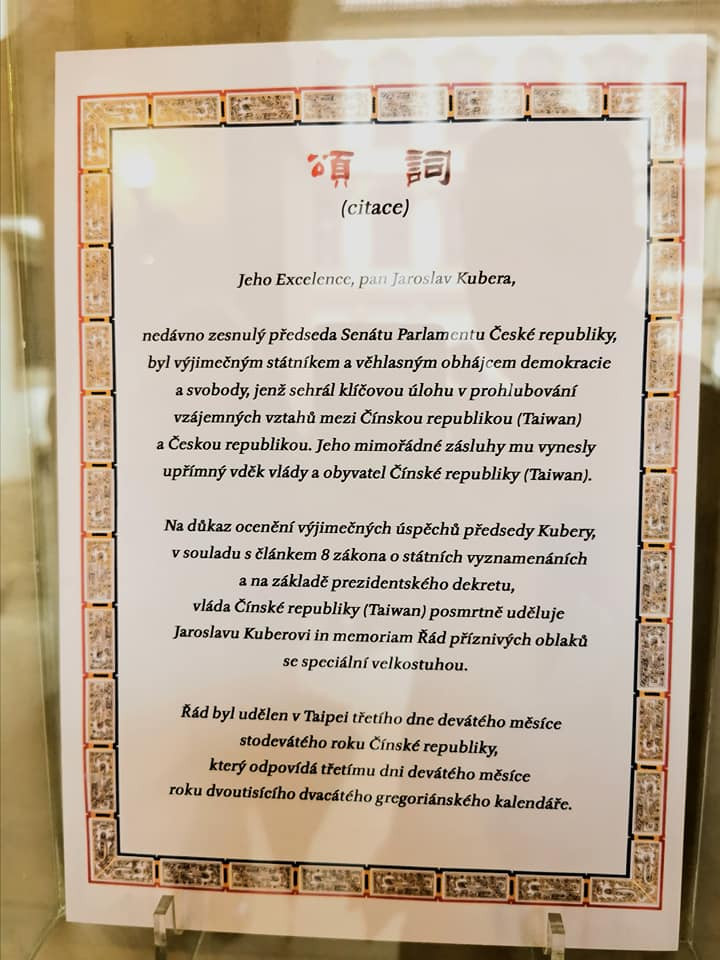 頌 詞
(citace)
Jeho Excelence, pan Jaroslav Kubera,
nedávno zesnulý předseda Senátu Parlamentu České republiky,
byl výjimečným státníkem a věhlasným obhájcem demokracie
a svobody, jenž sehrál klíčovou úlohu v prohlubování
vzájemných vztahů mezi Čínskou republikou (Taiwan)
a Českou republikou. Jeho mimořádné zásluhy mu vynesly
upřímný vděk vlády a obyvatel Čínské republiky (Taiwan).
Na důkaz ocenění výjimečných úspěchů předsedy Kubery,
v souladu s článkem 8 zákona o státních vyznamenáních
a na základě prezidentského dekretu,
vláda Čínské republiky (Taiwan) posmrtně uděluje
Jaroslavu Kuberovi in memoriam Řád příznivých oblaků
se speciální velkostuhou.
Řád byl udělen v Taipei třetího dne devátého měsíce
stodevátého roku Čínské republiky,
který odpovídá třetímu dni devátého měsíce
roku dvoutisícího dvacátého gregoriánského kalendáře.